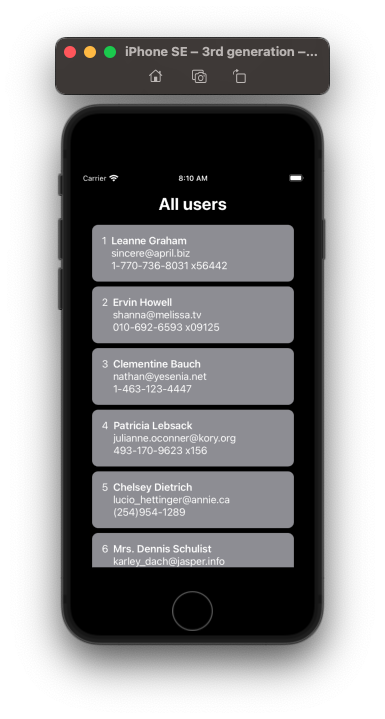 iPhone SE – 3rd generation –...
Carrier 8:10 AM
All users
1 Leanne Graham
sincere@april.biz
1-770-736-8031 x56442
2 Ervin Howell
shanna@melissa.tv
010-692-6593 x09125
3 Clementine Bauch
nathan@yesenia.net
1-463-123-4447
4 Patricia Lebsack
julianne.oconner@kory.org
493-170-9623 x156
5 Chelsey Dietrich
lucio_hettinger@annie.ca
(254)954-1289
6 Mrs. Dennis Schulist
karley_dach@jasper.info